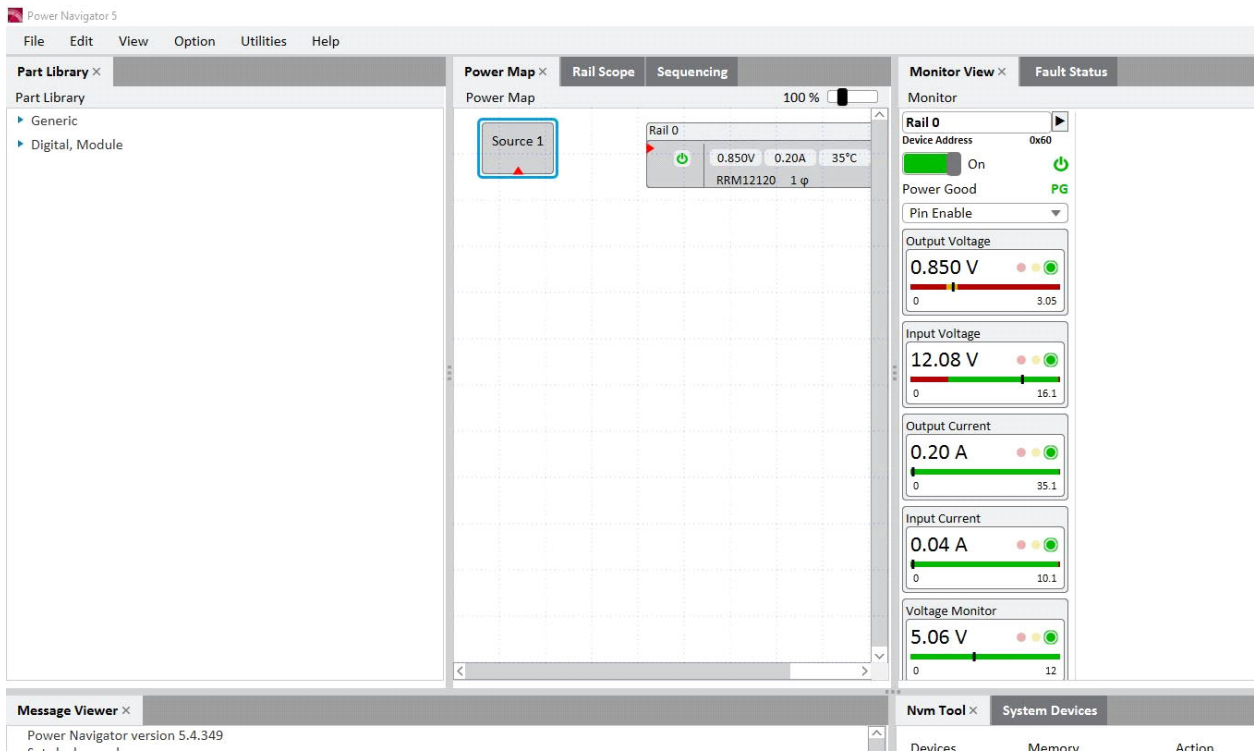 Power Navigator 5
File Edit View Option Utilities Help
Part Library ×
Part Library
Generic
Digital, Module
Power Map × Rail Scope Sequencing
Power Map 100 %
Source 1
Rail 0
0.850V 0.20A 35°C
RRM12120 1 φ
Monitor View × Fault Status
Monitor
Rail 0
Device Address 0x60
On
Power Good PG
Pin Enable
Output Voltage
0.850 V
0 3.05
Input Voltage
12.08 V
0 16.1
Output Current
0.20 A
0 35.1
Input Current
0.04 A
0 10.1
Voltage Monitor
5.06 V
0 12
Message Viewer ×
Power Navigator version 5.4.349
Nvm Tool × System Devices
Devices Memory Action